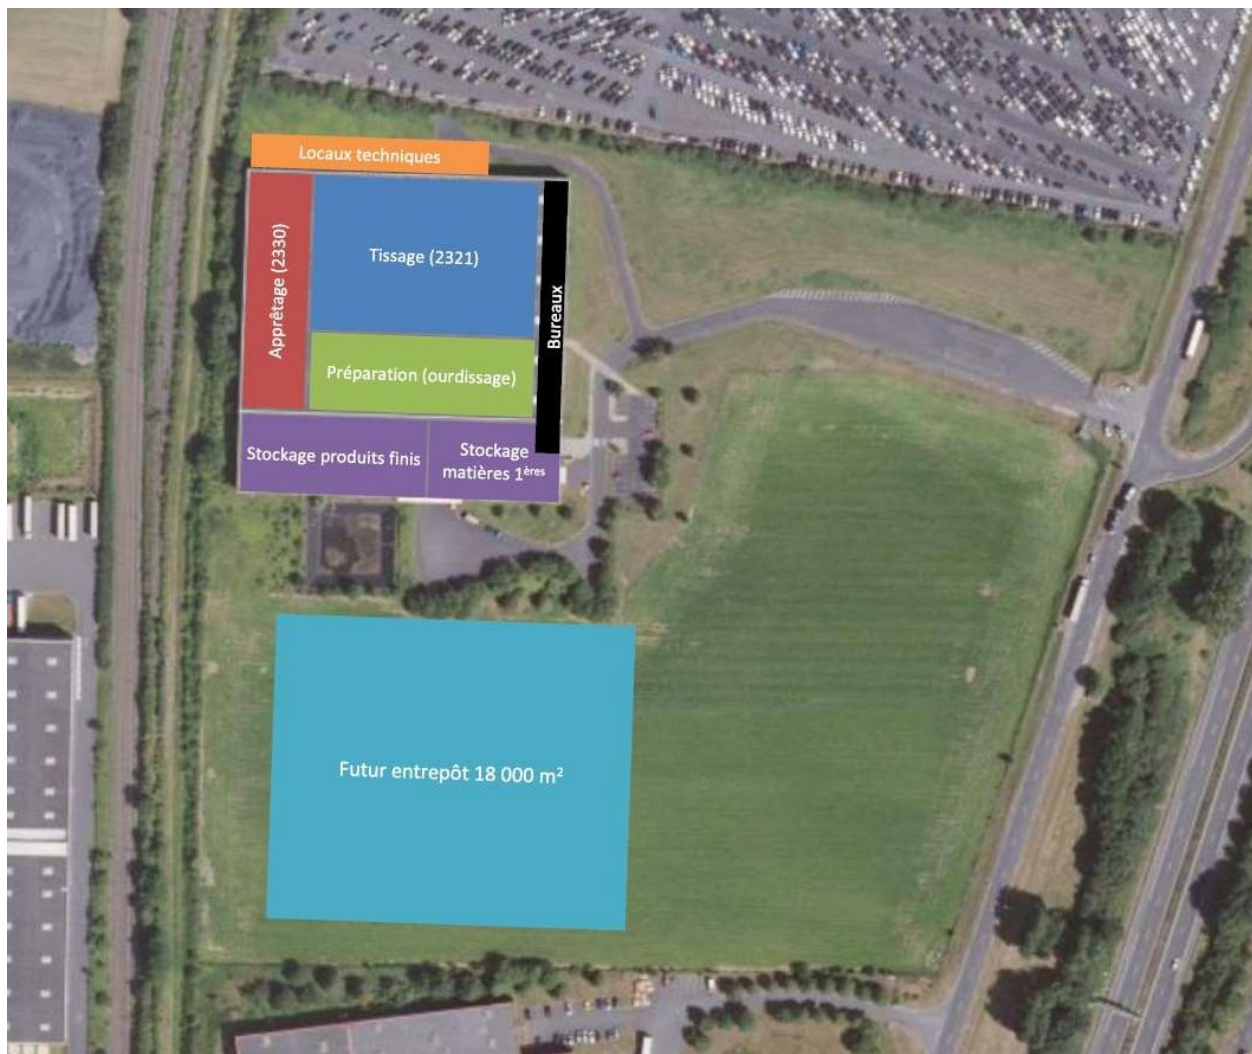 Locaux techniques
Apprêtage (2330)
Tissage (2321)
Bureaux
Préparation (ourdissage)
Stockage produits finis
Stockage
matières 1ères
Futur entrepôt 18 000 m²